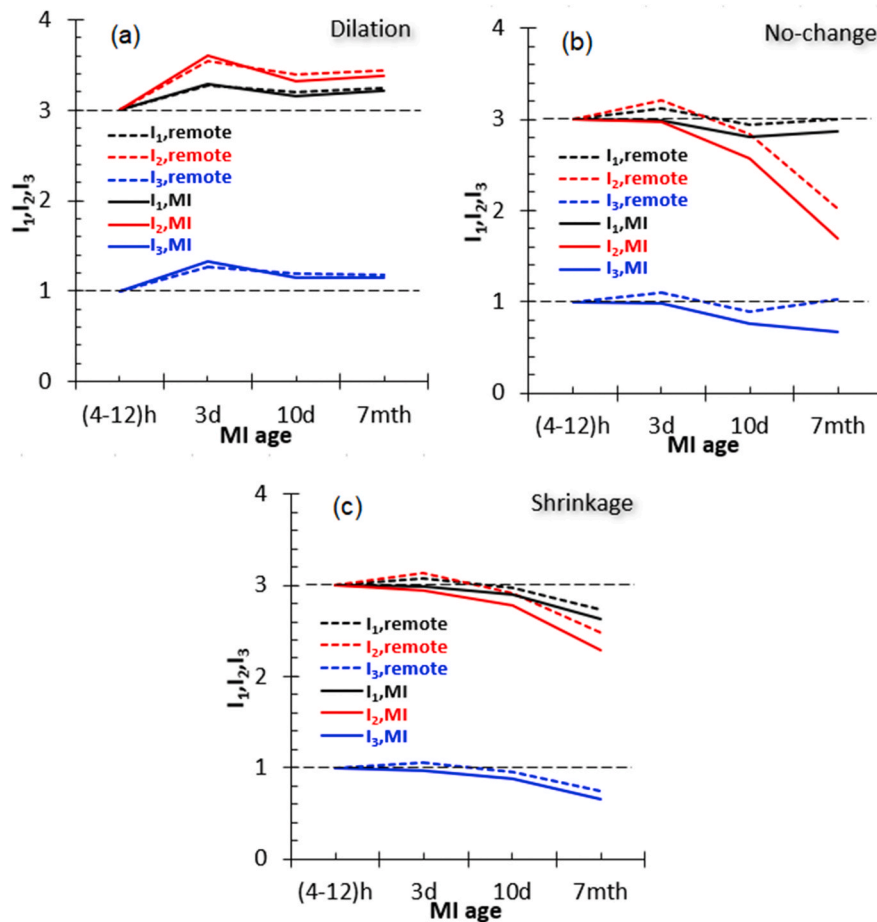 (a)
Dilation
4
3
2
1
0
I₁,I₂,I₃
I₁,remote
I₂,remote
I₃,remote
I₁,MI
I₂,MI
I₃,MI
(4-12)h 3d 10d 7mth
MI age
(b)
No-change
4
3
2
1
0
I₁,I₂,I₃
I₁,remote
I₂,remote
I₃,remote
I₁,MI
I₂,MI
I₃,MI
(4-12)h 3d 10d 7mth
MI age
(c)
Shrinkage
4
3
2
1
0
I₁,I₂,I₃
I₁,remote
I₂,remote
I₃,remote
I₁,MI
I₂,MI
I₃,MI
(4-12)h 3d 10d 7mth
MI age